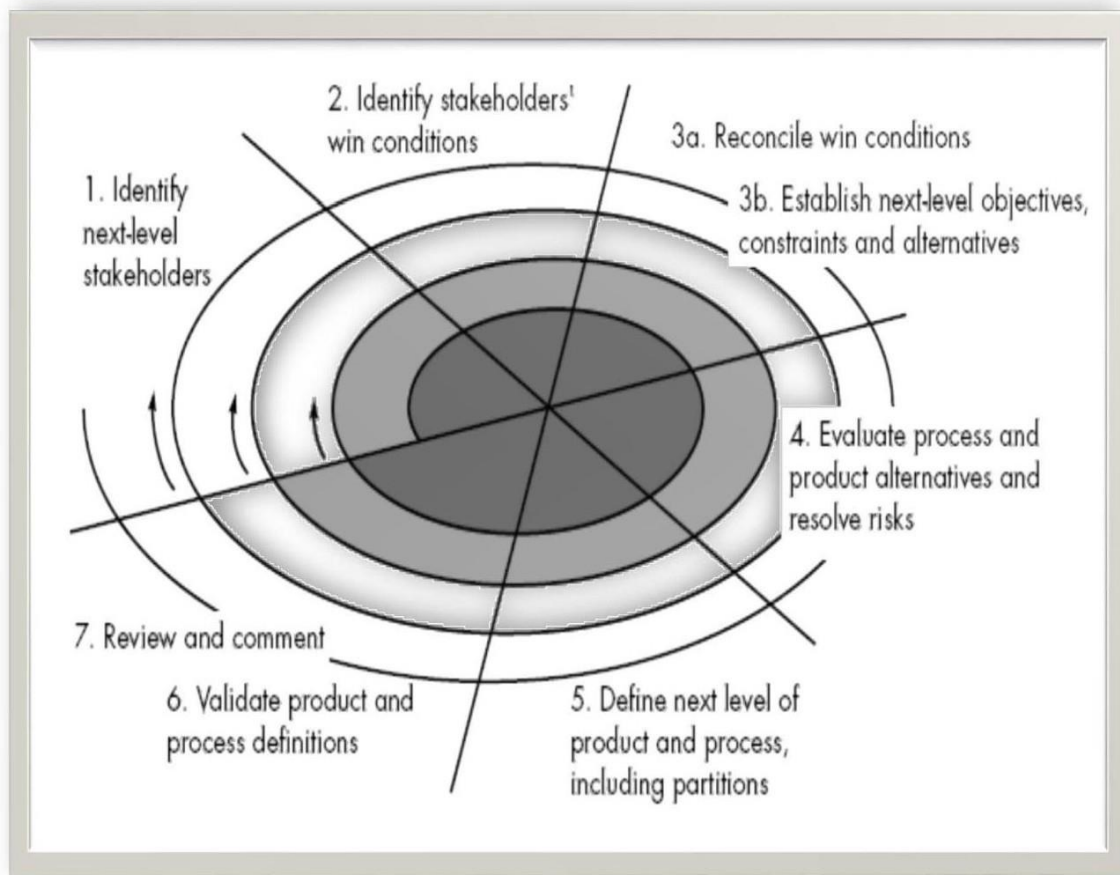 1. Identify
next-level
stakeholders
2. Identify stakeholders'
win conditions
3a. Reconcile win conditions
3b. Establish next-level objectives,
constraints and alternatives
4. Evaluate process and
product alternatives and
resolve risks
5. Define next level of
product and process,
including partitions
6. Validate product and
process definitions
7. Review and comment